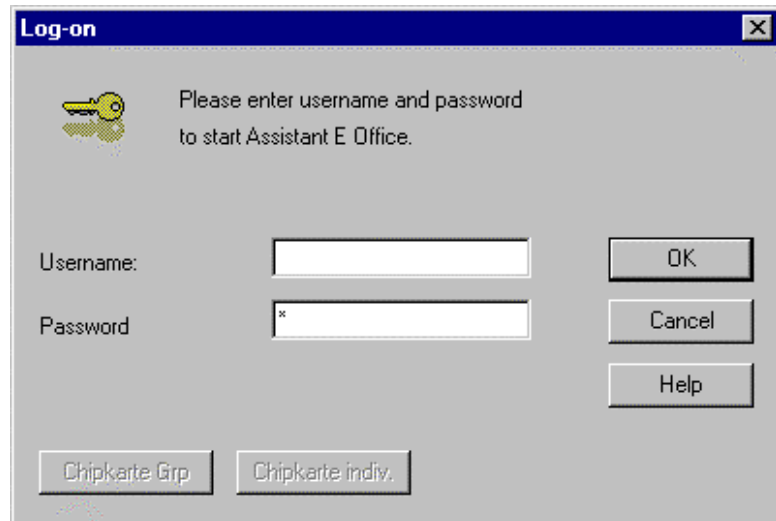 Log-on
Please enter username and password
to start Assistant E Office.
Username:
OK
Password
*
Cancel
Help
Chipkarte Grp
Chipkarte indiv.